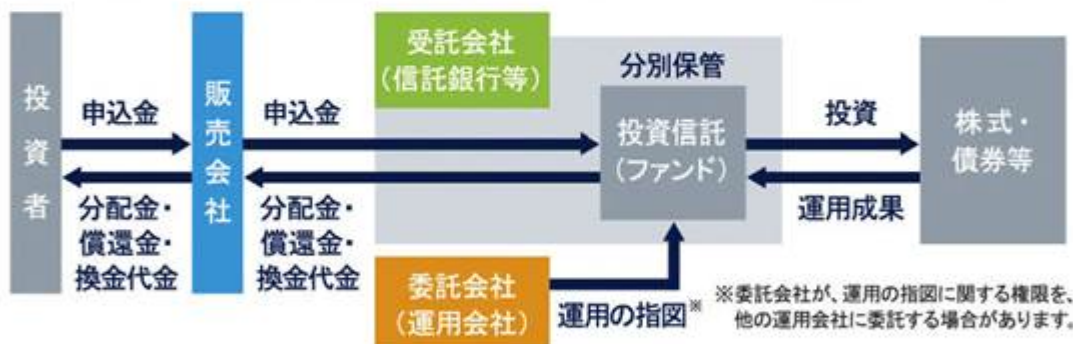 投資者
申込金
分配金・
償還金・
換金代金
販売会社
申込金
分配金・
償還金・
換金代金
受託会社
（信託銀行等）
分別保管
投資信託
（ファンド）
委託会社
（運用会社）
運用の指図※
投資
運用成果
株式・
債券等
※委託会社が、運用の指図に関する権限を、
他の運用会社に委託する場合があります。